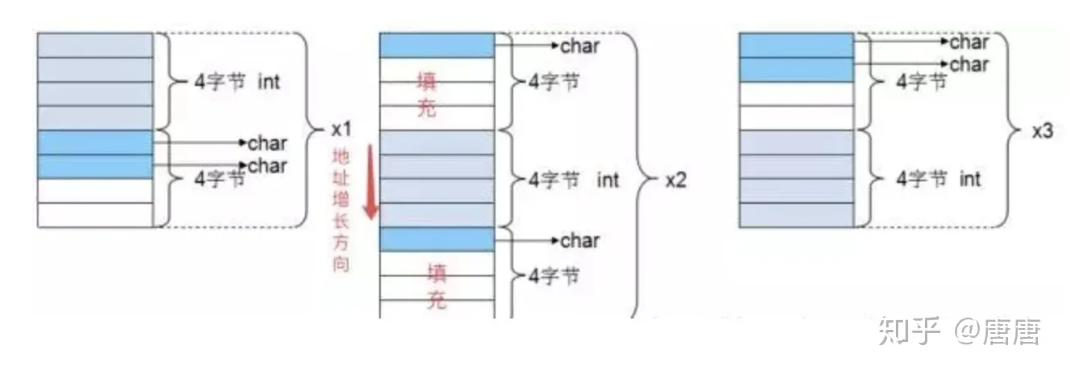 4字节 int
char
char
4字节
x1
地址增长方向
char
填充
4字节
4字节 int
x2
char
填充
4字节
char
char
4字节
4字节 int
x3
知乎 @唐唐